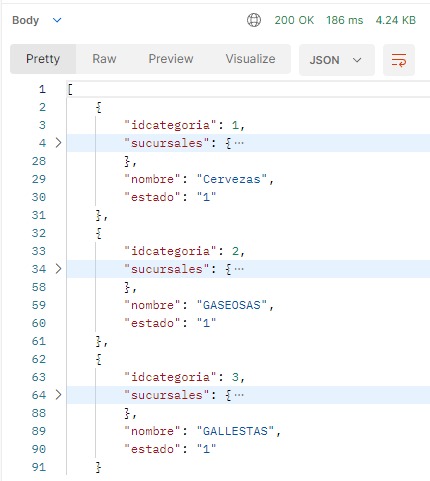 Body 200 OK 186 ms 4.24 KB
Pretty Raw Preview Visualize JSON
1 [
2 {
3 "idcategoria": 1,
4 "sucursales": {⋯
28 },
29 "nombre": "Cervezas",
30 "estado": "1"
31 },
32 {
33 "idcategoria": 2,
34 "sucursales": {⋯
58 },
59 "nombre": "GASEOSAS",
60 "estado": "1"
61 },
62 {
63 "idcategoria": 3,
64 "sucursales": {⋯
88 },
89 "nombre": "GALLESTAS",
90 "estado": "1"
91 }